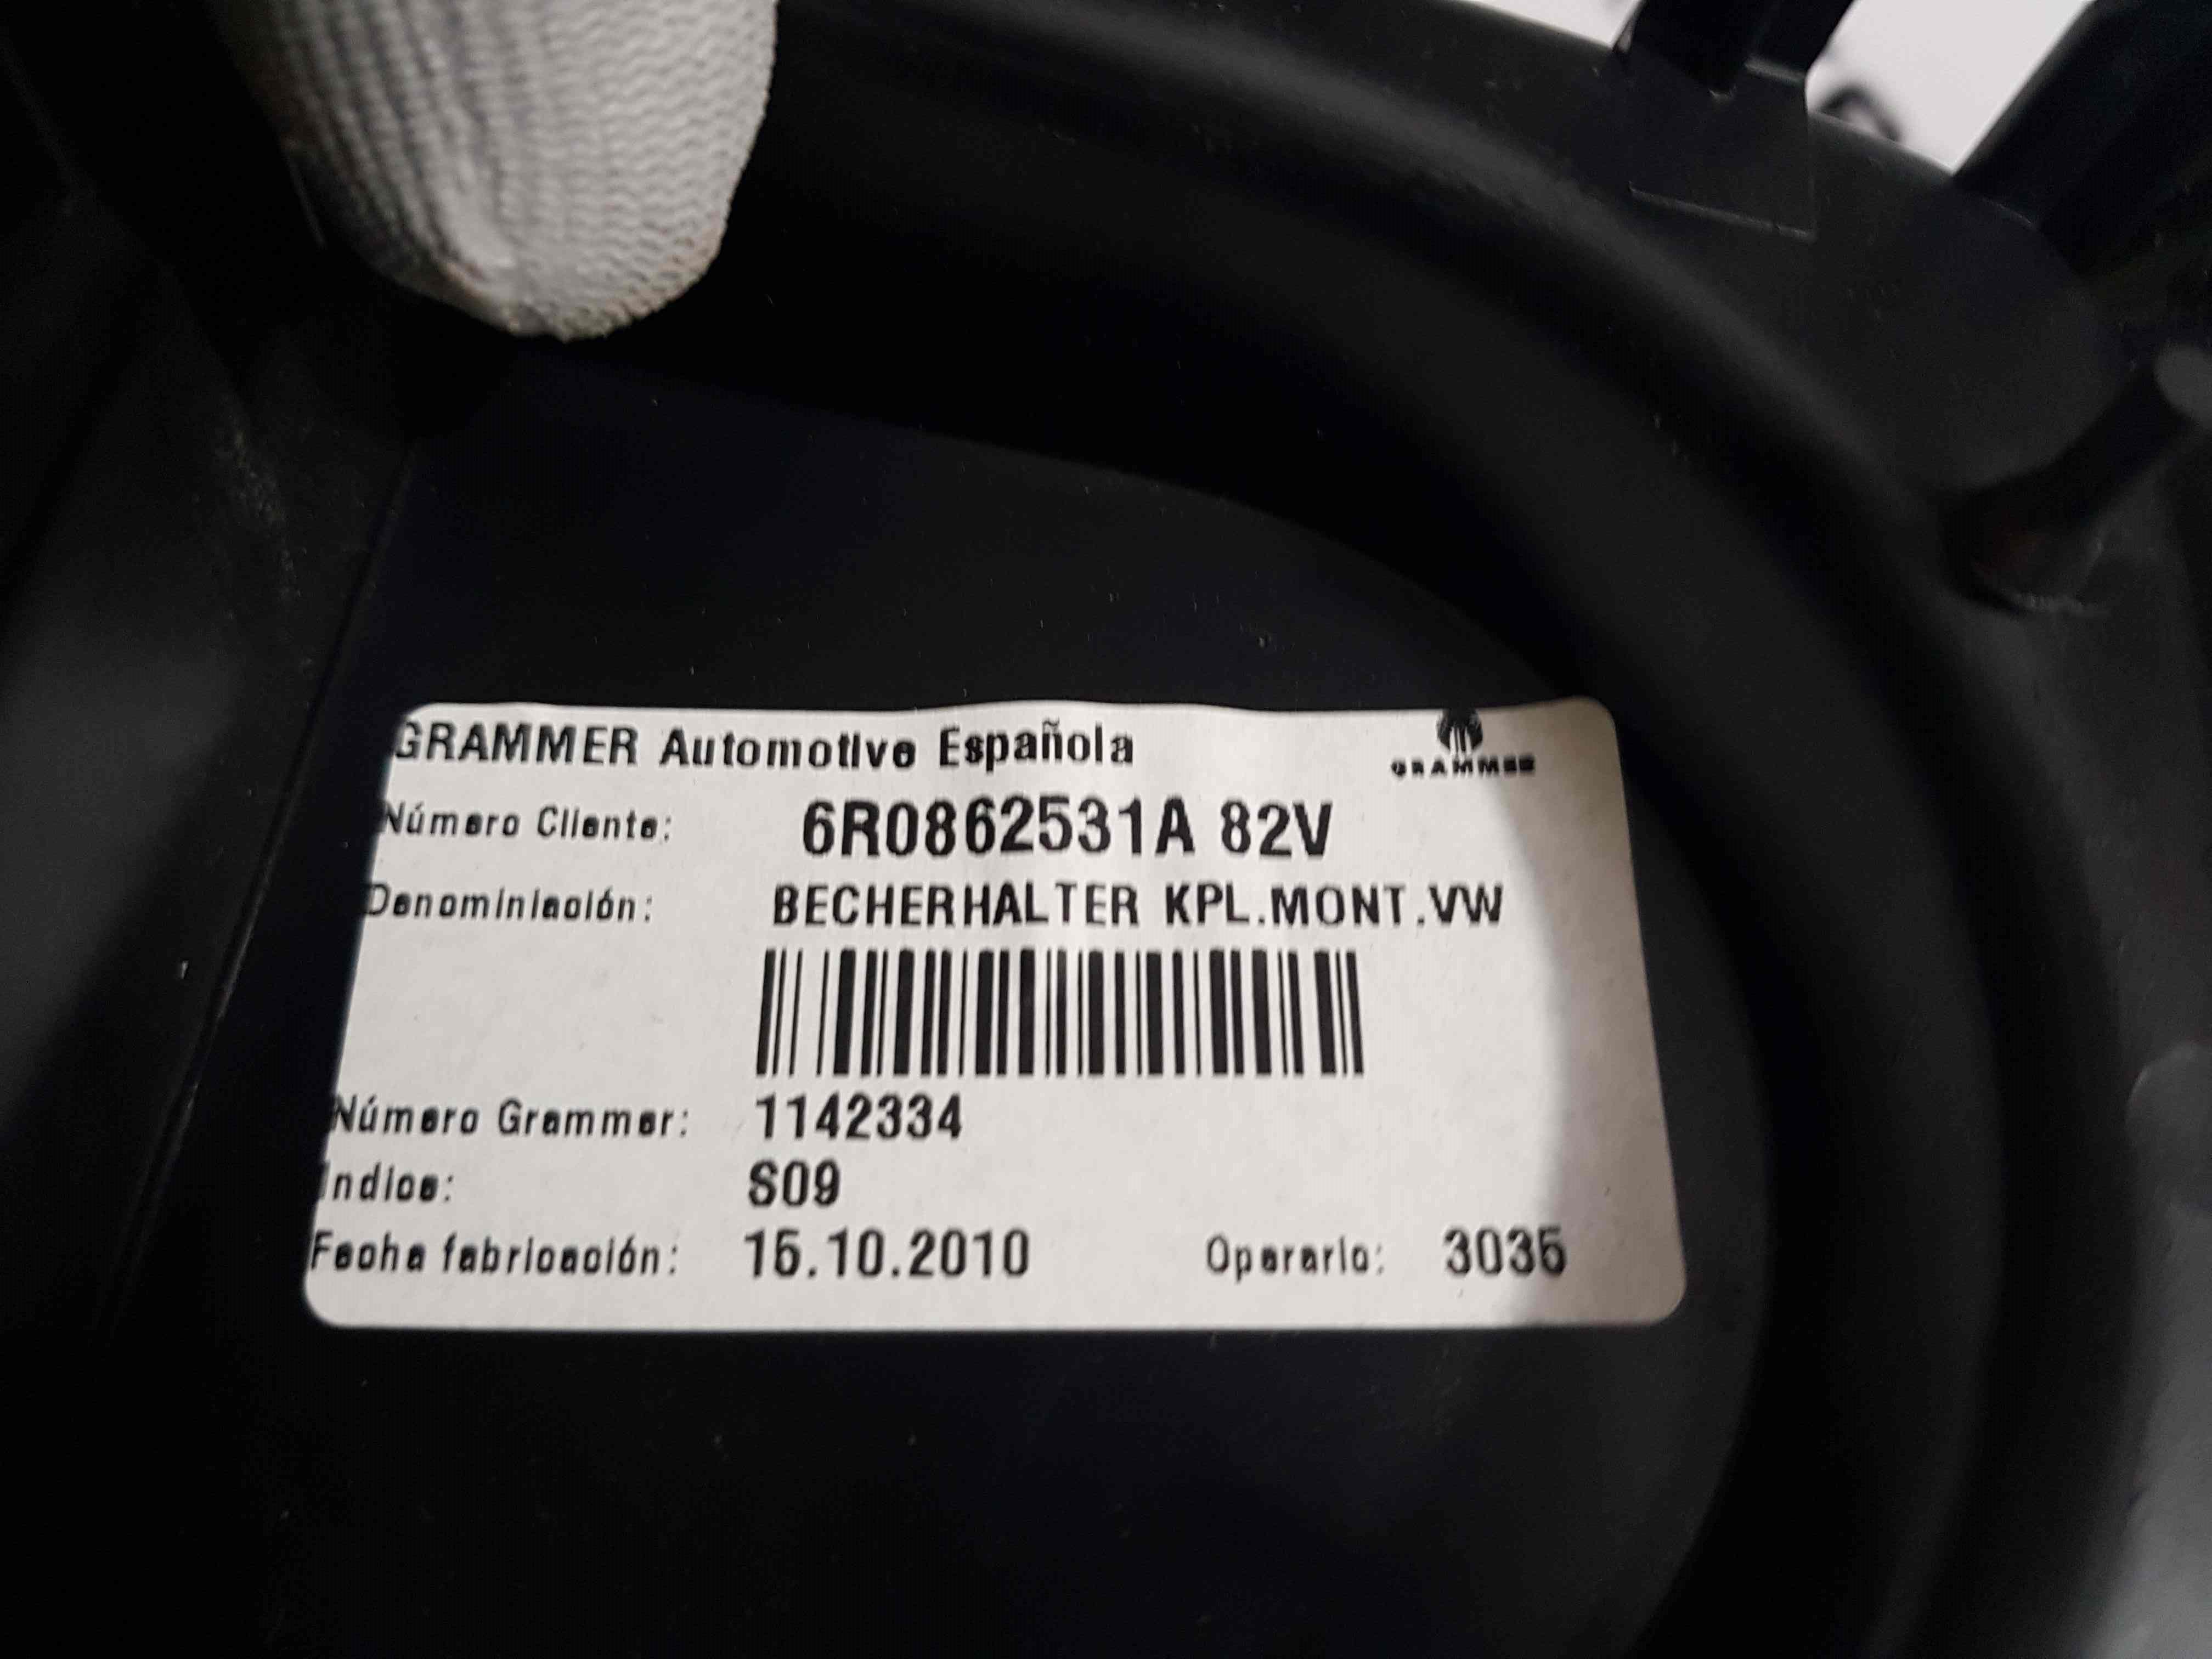 GRAMMER Automotive Española
GRAMMER
Número Cliente: 6R0862531A 82V
Denominiación: BECHERHALTER KPL.MONT.VW
Número Grammer: 1142334
Indice: S09
Fecha fabricación: 15.10.2010 Operario: 3035